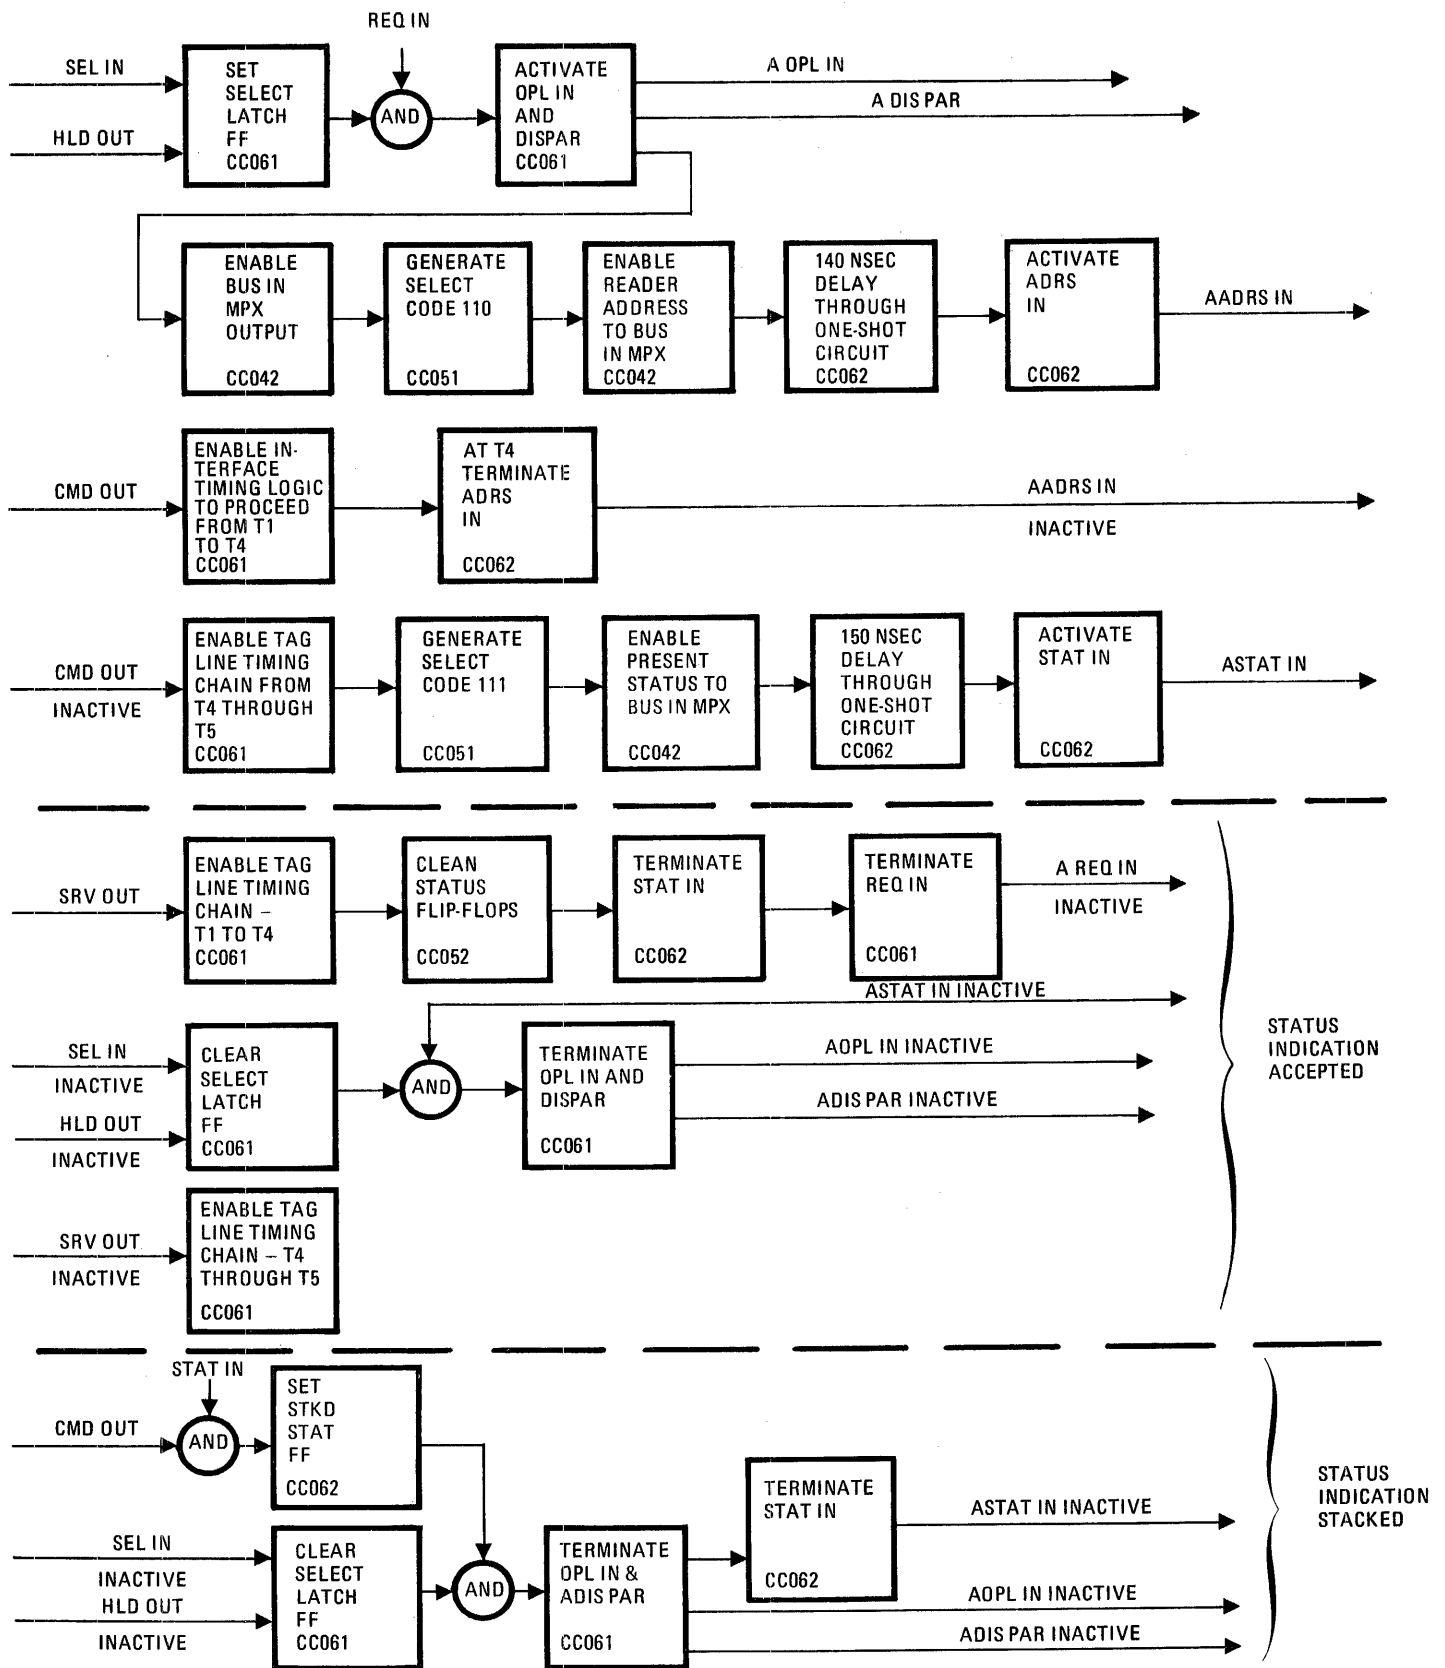 REQ IN
SEL IN
HLD OUT
SET
SELECT
LATCH
FF
CC061
AND
ACTIVATE
OPL IN
AND
DISPAR
CC061
A OPL IN
A DIS PAR
ENABLE
BUS IN
MPX
OUTPUT
CC042
GENERATE
SELECT
CODE 110
CC051
ENABLE
READER
ADDRESS
TO BUS
IN MPX
CC042
140 NSEC
DELAY
THROUGH
ONE-SHOT
CIRCUIT
CC062
ACTIVATE
ADRS
IN
CC062
AADRS IN
CMD OUT
ENABLE IN-
TERFACE
TIMING LOGIC
TO PROCEED
FROM T1
TO T4
CC061
AT T4
TERMINATE
ADRS
IN
CC062
AADRS IN
INACTIVE
CMD OUT
INACTIVE
ENABLE TAG
LINE TIMING
CHAIN FROM
T4 THROUGH
T5
CC061
GENERATE
SELECT
CODE 111
CC051
ENABLE
PRESENT
STATUS TO
BUS IN MPX
CC042
150 NSEC
DELAY
THROUGH
ONE-SHOT
CIRCUIT
CC062
ACTIVATE
STAT IN
CC062
ASTAT IN
SRV OUT
ENABLE TAG
LINE TIMING
CHAIN –
T1 TO T4
CC061
CLEAN
STATUS
FLIP-FLOPS
CC052
TERMINATE
STAT IN
CC062
TERMINATE
REQ IN
CC061
A REQ IN
INACTIVE
ASTAT IN INACTIVE
SEL IN
INACTIVE
HLD OUT
INACTIVE
CLEAR
SELECT
LATCH
FF
CC061
AND
TERMINATE
OPL IN AND
DISPAR
CC061
AOPL IN INACTIVE
ADIS PAR INACTIVE
STATUS
INDICATION
ACCEPTED
SRV OUT
INACTIVE
ENABLE TAG
LINE TIMING
CHAIN – T4
THROUGH T5
CC061
STAT IN
CMD OUT
AND
SET
STKD
STAT
FF
CC062
SEL IN
INACTIVE
HLD OUT
INACTIVE
CLEAR
SELECT
LATCH
FF
CC061
AND
TERMINATE
OPL IN &
ADIS PAR
CC061
TERMINATE
STAT IN
CC062
ASTAT IN INACTIVE
AOPL IN INACTIVE
ADIS PAR INACTIVE
STATUS
INDICATION
STACKED